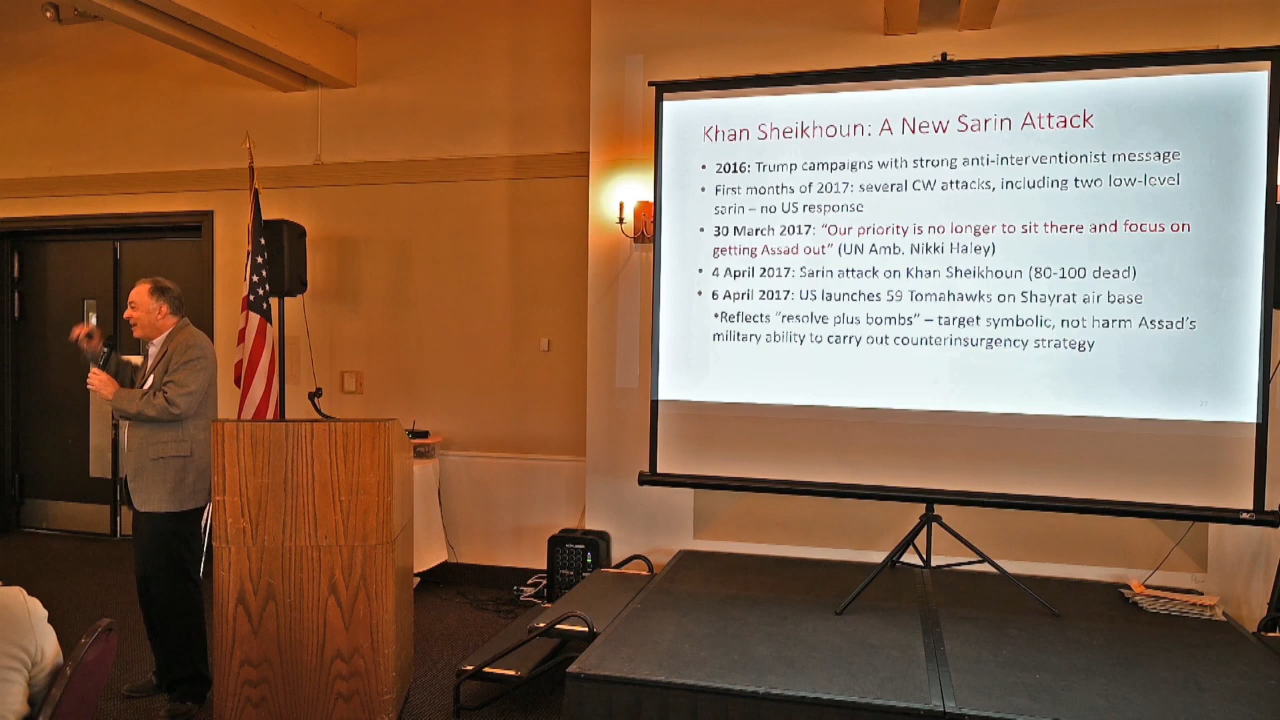 Khan Sheikhoun: A New Sarin Attack
• 2016: Trump campaigns with strong anti-interventionist message
• First months of 2017: several CW attacks, including two low-level
sarin – no US response
• 30 March 2017: “Our priority is no longer to sit there and focus on
getting Assad out” (UN Amb. Nikki Haley)
• 4 April 2017: Sarin attack on Khan Sheikhoun (80-100 dead)
• 6 April 2017: US launches 59 Tomahawks on Shayrat air base
•Reflects “resolve plus bombs” – target symbolic, not harm Assad’s
military ability to carry out counterinsurgency strategy